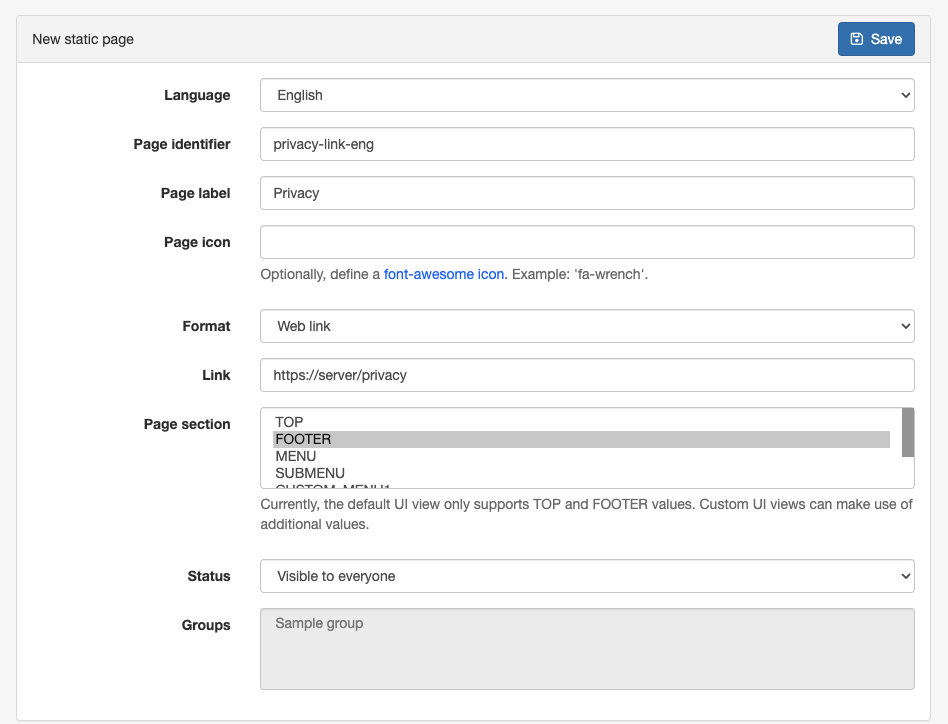 New static page
Save
Language
English
Page identifier
privacy-link-eng
Page label
Privacy
Page icon
Optionally, define a font-awesome icon. Example: 'fa-wrench'.
Format
Web link
Link
https://server/privacy
Page section
TOP
FOOTER
MENU
SUBMENU
CUSTOM_MENU1
Currently, the default UI view only supports TOP and FOOTER values. Custom UI views can make use of
additional values.
Status
Visible to everyone
Groups
Sample group